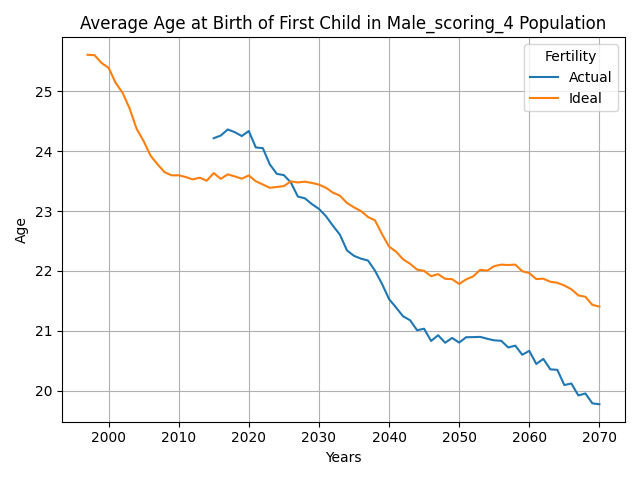 Average Age at Birth of First Child in Male_scoring_4 Population
Fertility
Actual
Ideal
25
24
23
22
21
20
Age
2000 2010 2020 2030 2040 2050 2060 2070
Years